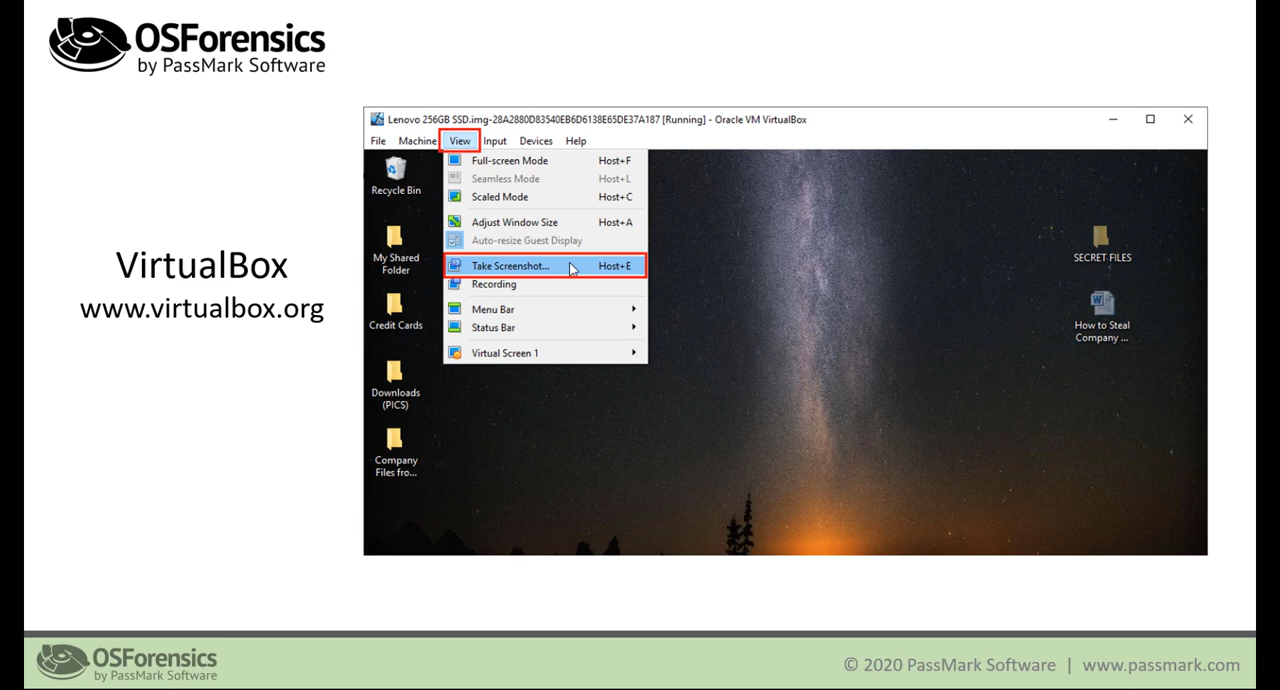 OSForensics
by PassMark Software
VirtualBox
www.virtualbox.org
Lenovo 256GB SSD.img-28A2880D83540EB6D6138E65DE37A187 [Running] - Oracle VM VirtualBox
File Machine View Input Devices Help
Full-screen Mode Host+F
Seamless Mode Host+L
Scaled Mode Host+C
Adjust Window Size Host+A
Auto-resize Guest Display
Take Screenshot... Host+E
Recording
Menu Bar
Status Bar
Virtual Screen 1
Recycle Bin
My Shared
Folder
Credit Cards
Downloads
(PICS)
Company
Files fro...
SECRET FILES
How to Steal
Company ...
OSForensics
by PassMark Software
© 2020 PassMark Software | www.passmark.com